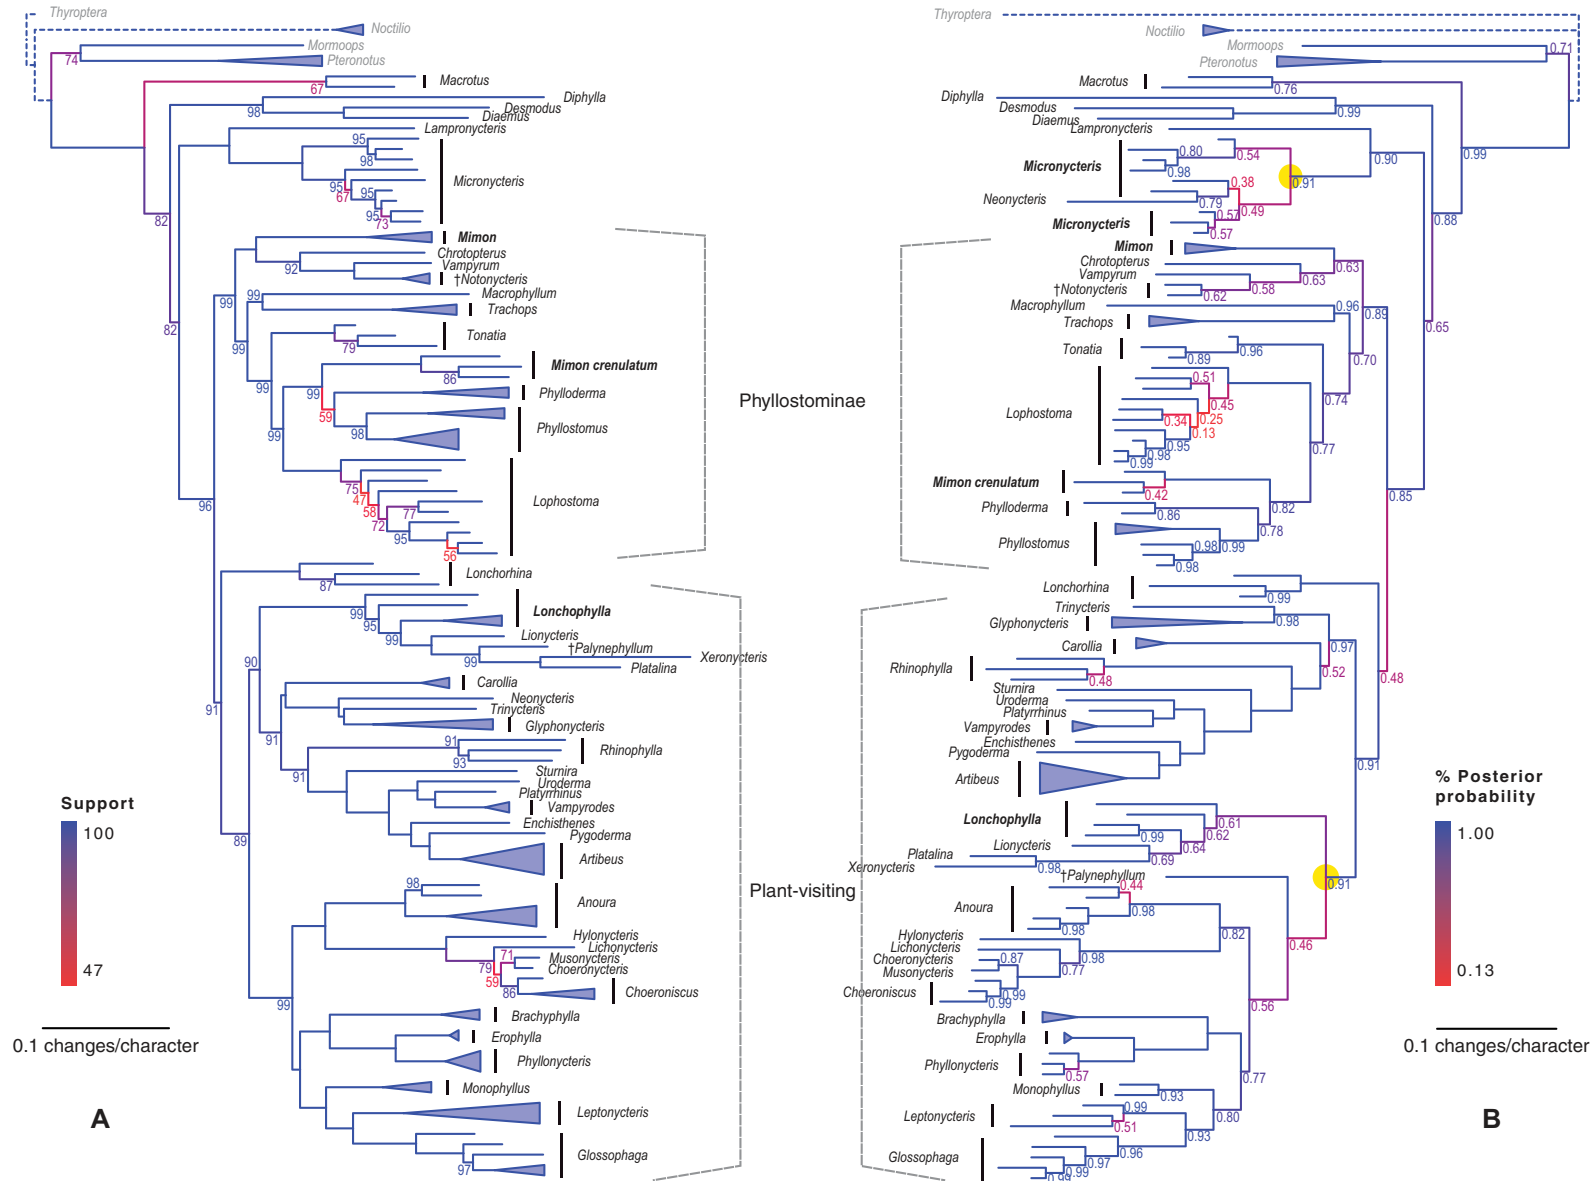 Thyroptera
Noctilio
Mormoops
74
Pteronotus
Macrotus
67
Diphylla
Desmodus
98
Diaemus
Lampronycteris
95
98
Micronycteris
95
67
95
95
73
82
Mimon
Chrotopterus
92
Vampyrum
†Notonycteris
99
99
Macrophyllum
Trachops
82
Tonatia
99
79
Mimon crenulatum
86
99
99
Phylloderma
59
Phyllostomus
98
99
75
47
58
72
77
Lophostoma
95
56
96
Lonchorhina
87
99
95
Lonchophylla
99
Lionycteris
†Palynephyllum
99
Xeronycteris
Platalina
90
Carollia
91
Neonycteris
Trinycteris
Glyphonycteris
91
91
93
Rhinophylla
91
Sturnira
Uroderma
Platyrrhinus
Vampyrodes
Enchisthenes
Pygoderma
89
Artibeus
98
Anoura
Hylonycteris
Lichonycteris
71
Musonycteris
79
Choeronycteris
59
86
Choeroniscus
99
Brachyphylla
Erophylla
Phyllonycteris
Monophyllus
Leptonycteris
Glossophaga
97
Support
100
47
0.1 changes/character
A
Phyllostominae
Plant-visiting
Thyroptera
Noctilio
Mormoops
0.71
Pteronotus
Macrotus
0.76
Diphylla
Desmodus
0.99
Diaemus
Lampronycteris
0.80
0.54
0.90
0.99
Micronycteris
0.98
0.38
0.91
Neonycteris
0.79
0.49
0.57
0.88
Micronycteris
0.57
Mimon
Chrotopterus
0.63
Vampyrum
0.63
0.58
†Notonycteris
0.62
Macrophyllum
0.96
0.89
Trachops
0.65
Tonatia
0.96
0.89
0.70
0.51
0.74
0.45
Lophostoma
0.34
0.25
0.13
0.95
0.77
0.98
0.99
Mimon crenulatum
0.42
0.85
Phylloderma
0.86
0.82
0.78
Phyllostomus
0.98
0.99
0.98
Lonchorhina
0.99
Trinycteris
Glyphonycteris
0.98
Carollia
0.97
Rhinophylla
0.52
0.48
0.48
Sturnira
Uroderma
Platyrrhinus
Vampyrodes
Enchisthenes
Pygoderma
0.91
Artibeus
Lonchophylla
0.61
0.99
0.62
Lionycteris
0.64
Platalina
0.69
Xeronycteris
0.98
†Palynephyllum
0.91
0.44
Anoura
0.98
0.98
Hylonycteris
0.82
Lichonycteris
0.46
Choeronycteris
0.87
0.98
Musonycteris
0.77
Choeroniscus
0.99
0.99
0.56
Brachyphylla
Erophylla
Phyllonycteris
0.57
0.77
Monophyllus
0.93
Leptonycteris
0.99
0.80
0.51
0.93
Glossophaga
0.96
0.97
0.99
0.99
% Posterior
probability
1.00
0.13
0.1 changes/character
B